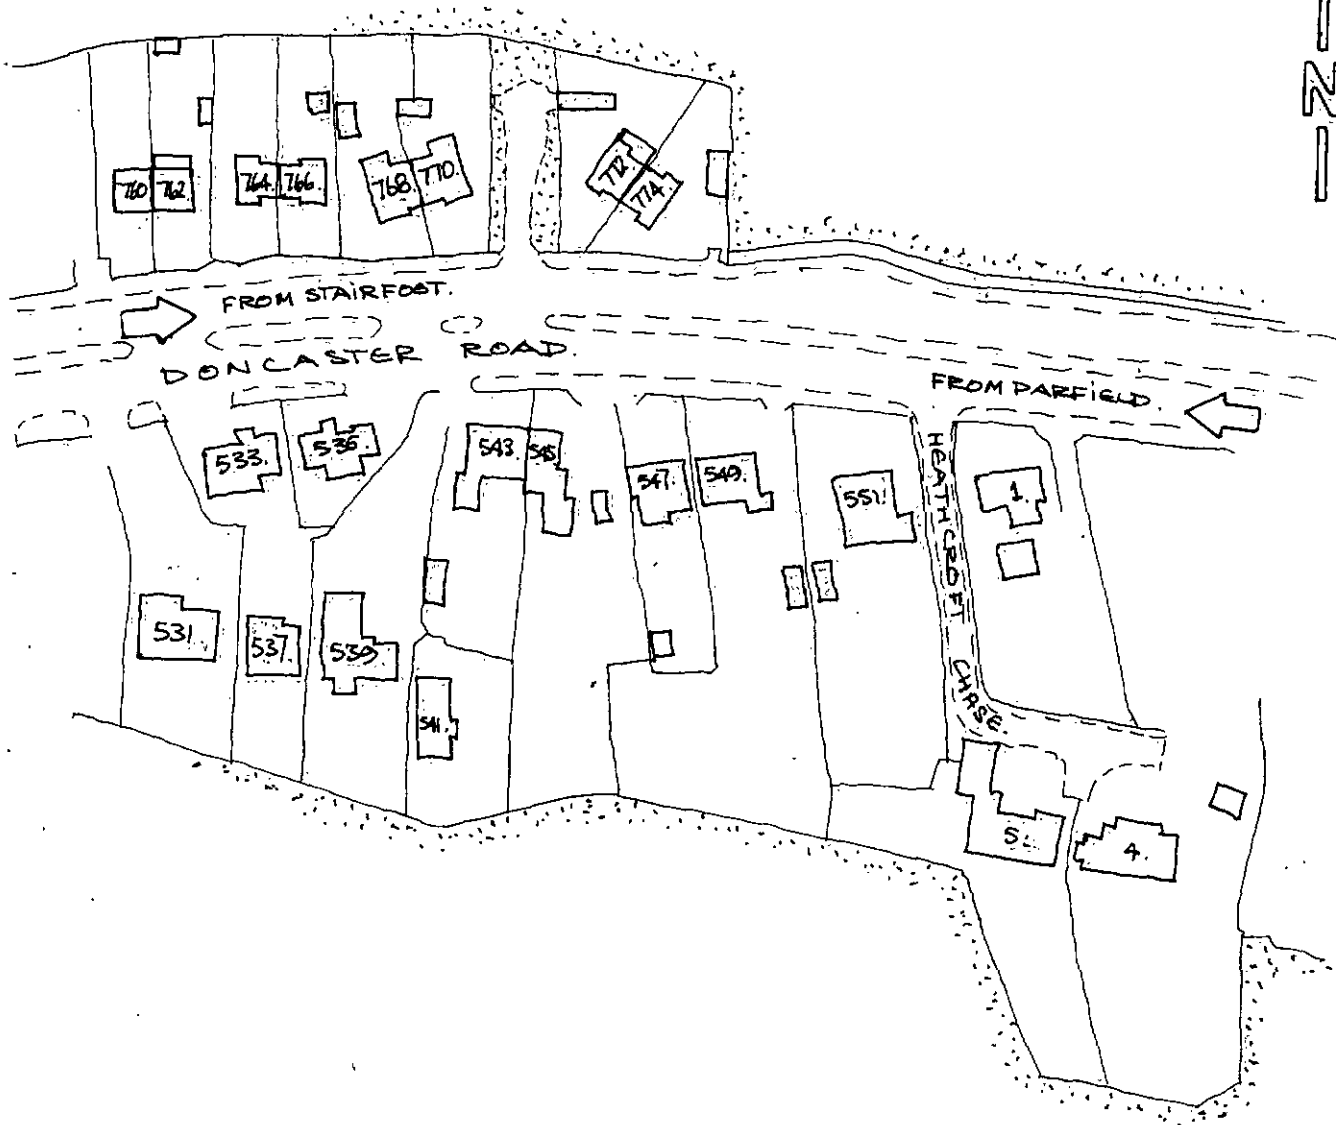 N
760 762 764 766 768 770 772 774
FROM STAIRFOOT.
DONCASTER ROAD.
FROM DARFIELD.
533. 535 543 545 547. 549. 551. 1.
HEATHCROFT CHASE.
531 537 539 541.
5. 4.